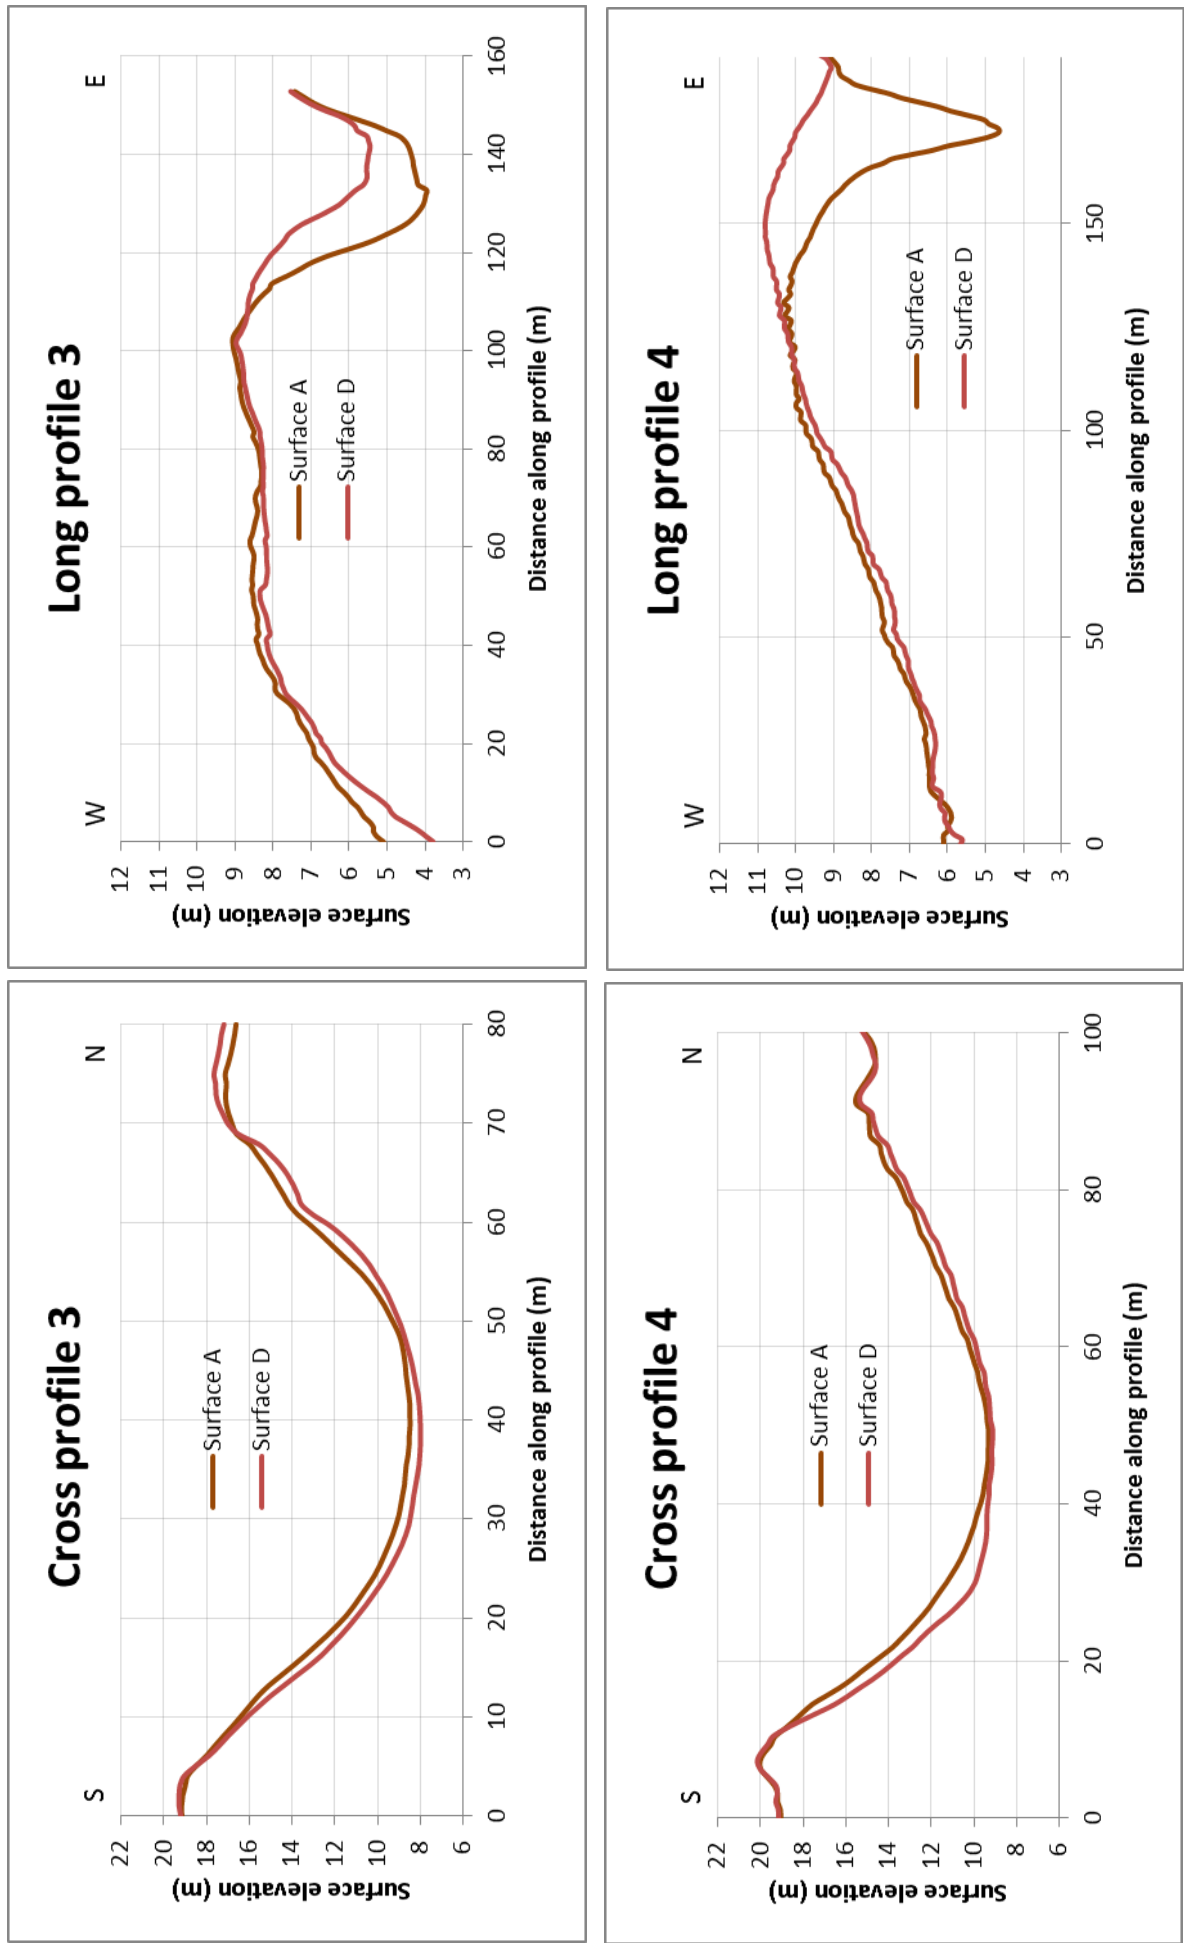 Cross profile 3
S
N
22
20
18
16
14
12
10
8
6
Surface elevation (m)
Surface A
Surface D
0 10 20 30 40 50 60 70 80
Distance along profile (m)
Long profile 3
W
E
12
11
10
9
8
7
6
5
4
3
Surface elevation (m)
Surface A
Surface D
0 20 40 60 80 100 120 140 160
Distance along profile (m)
Cross profile 4
S
N
22
20
18
16
14
12
10
8
6
Surface elevation (m)
Surface A
Surface D
0 20 40 60 80 100
Distance along profile (m)
Long profile 4
W
E
12
11
10
9
8
7
6
5
4
3
Surface elevation (m)
Surface A
Surface D
0 50 100 150
Distance along profile (m)